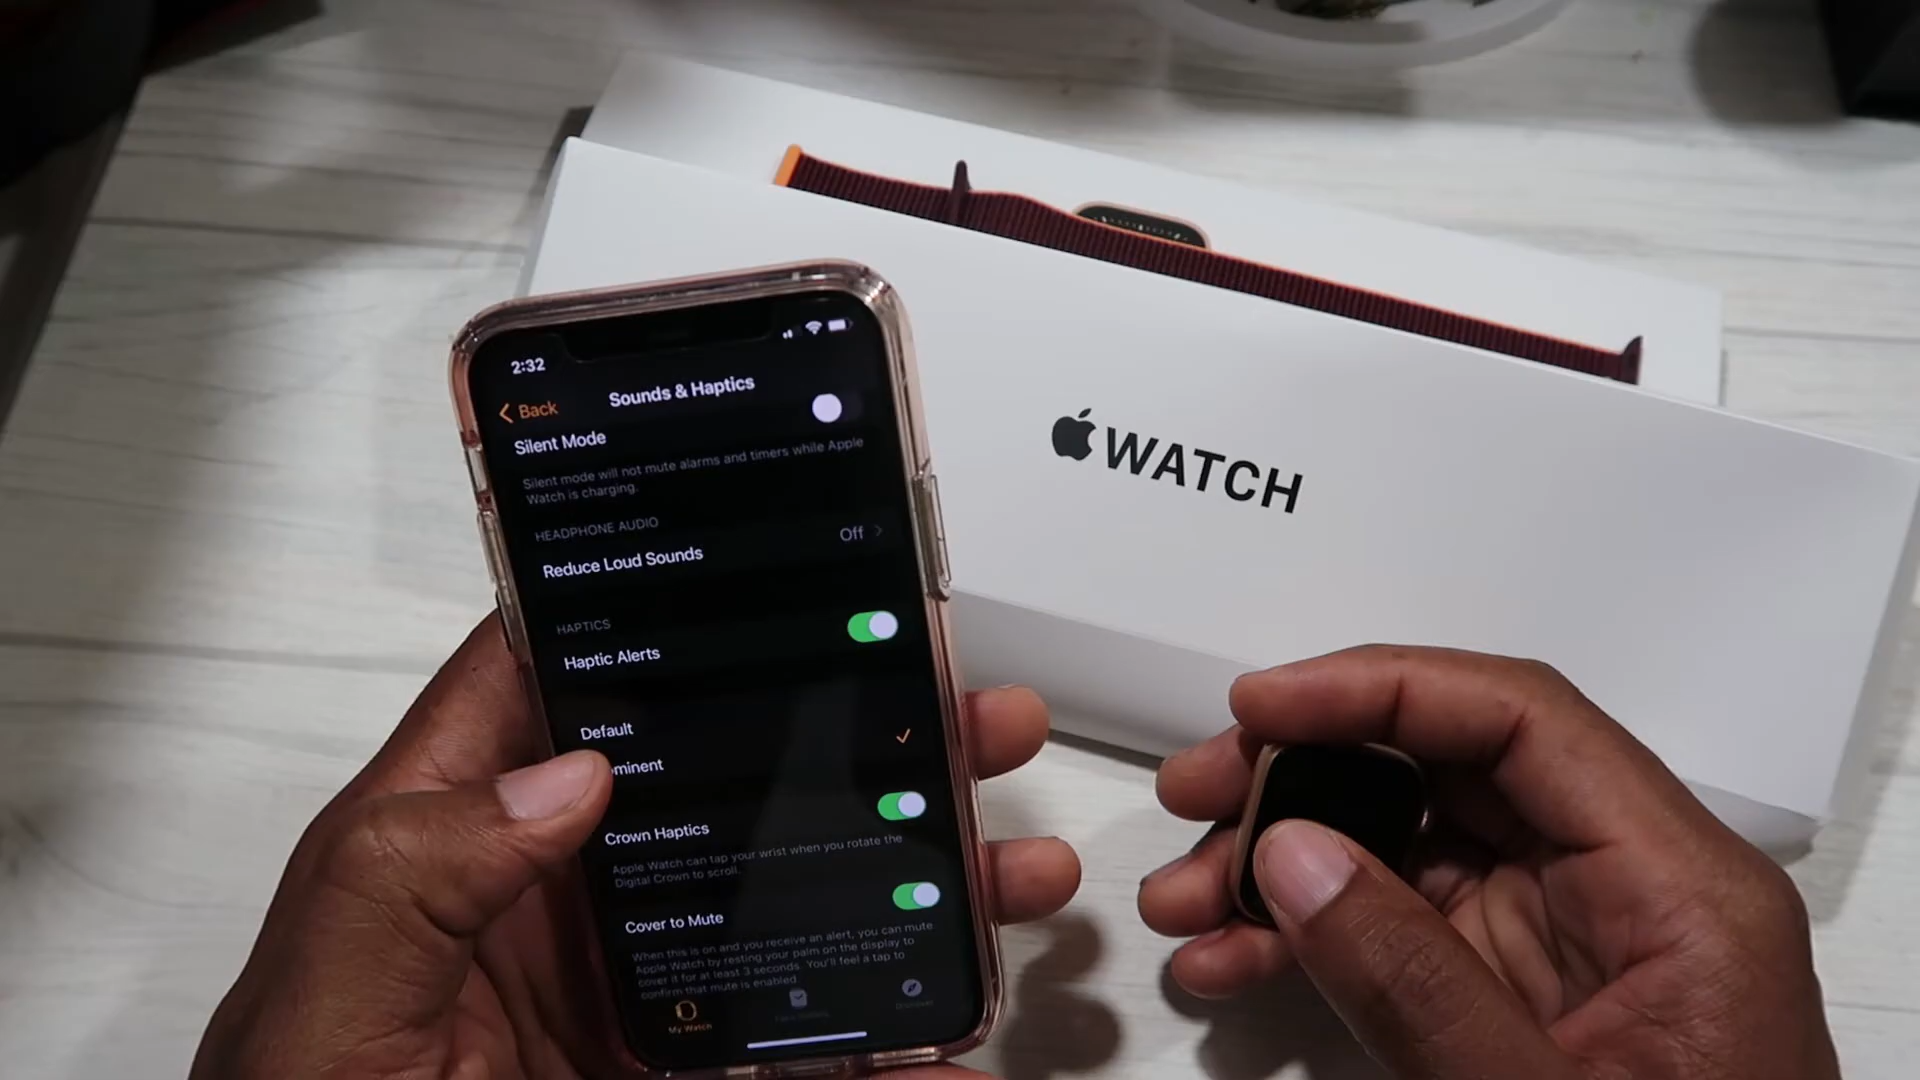 2:32
Back
Sounds & Haptics
Silent Mode
Silent mode will not mute alarms and timers while Apple
Watch is charging.
HEADPHONE AUDIO
Reduce Loud Sounds Off
HAPTICS
Haptic Alerts
Default
ominent
Crown Haptics
Apple Watch can tap your wrist when you rotate the
Digital Crown to scroll.
Cover to Mute
When this is on and you receive an alert, you can mute
Apple Watch by resting your palm on the display to
cover it for at least 3 seconds. You'll feel a tap to
confirm that mute is enabled
My Watch
Discover
WATCH